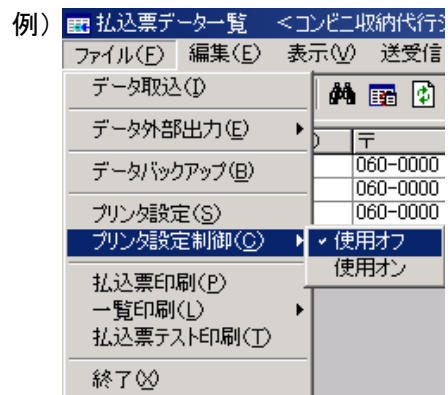 例) 払込票データ一覧 <コンビニ収納代行
ファイル(F) 編集(E) 表示(V) 送受信
データ取込(I)
データ外部出力(E)
〒
データバックアップ(B)
060-0000
060-0000
プリンタ設定(S)
060-0000
プリンタ設定制御(C)
使用オフ
使用オン
払込票印刷(P)
一覧印刷(L)
払込票テスト印刷(T)
終了(X)